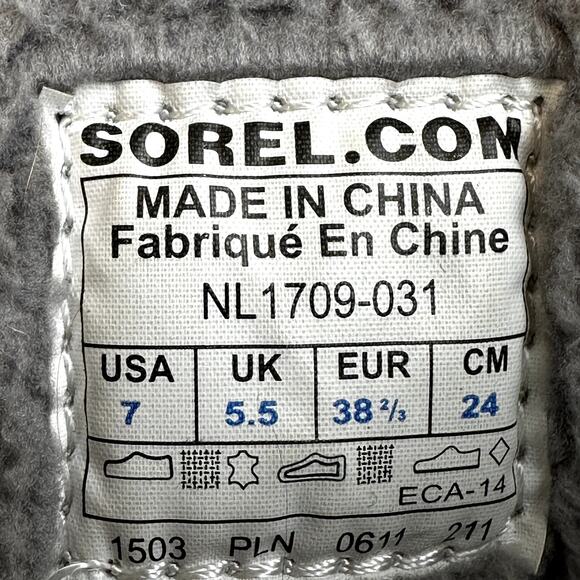 SOREL.COM
MADE IN CHINA
Fabriqué En Chine
NL1709-031
USA UK EUR CM
7 5.5 38 2/3 24
ECA-14
1503 PLN 0611 211